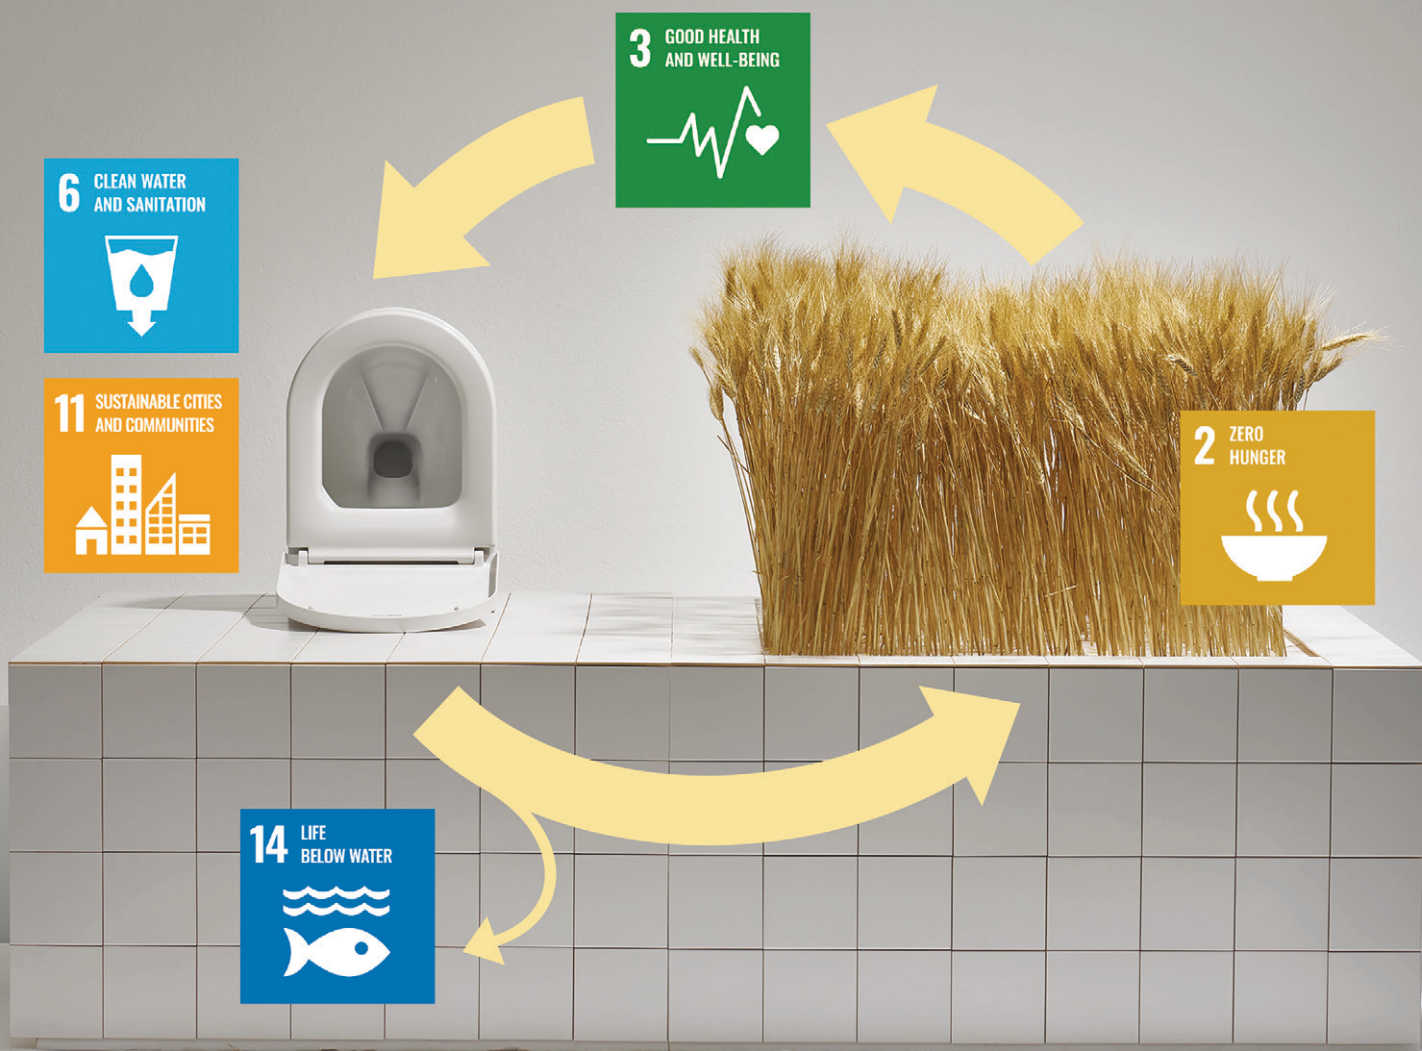 3 GOOD HEALTH
AND WELL-BEING
6 CLEAN WATER
AND SANITATION
11 SUSTAINABLE CITIES
AND COMMUNITIES
2 ZERO
HUNGER
14 LIFE
BELOW WATER